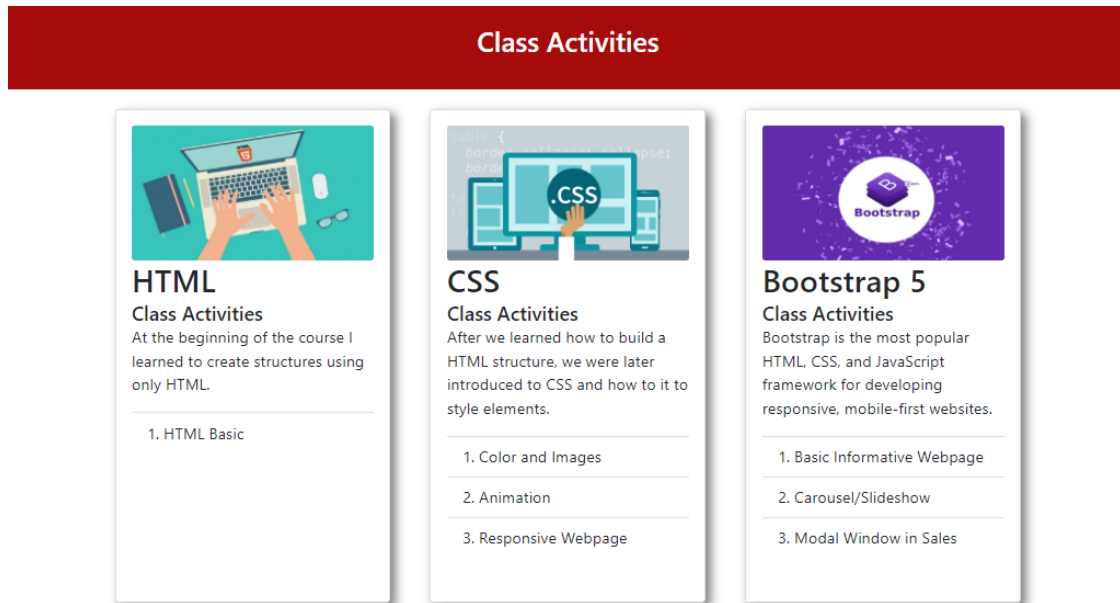 Class Activities
HTML
Class Activities
At the beginning of the course I
learned to create structures using
only HTML.
1. HTML Basic
table {
border-collapse: collapse;
.CSS
CSS
Class Activities
After we learned how to build a
HTML structure, we were later
introduced to CSS and how to it to
style elements.
1. Color and Images
2. Animation
3. Responsive Webpage
B
Bootstrap
Bootstrap 5
Class Activities
Bootstrap is the most popular
HTML, CSS, and JavaScript
framework for developing
responsive, mobile-first websites.
1. Basic Informative Webpage
2. Carousel/Slideshow
3. Modal Window in Sales